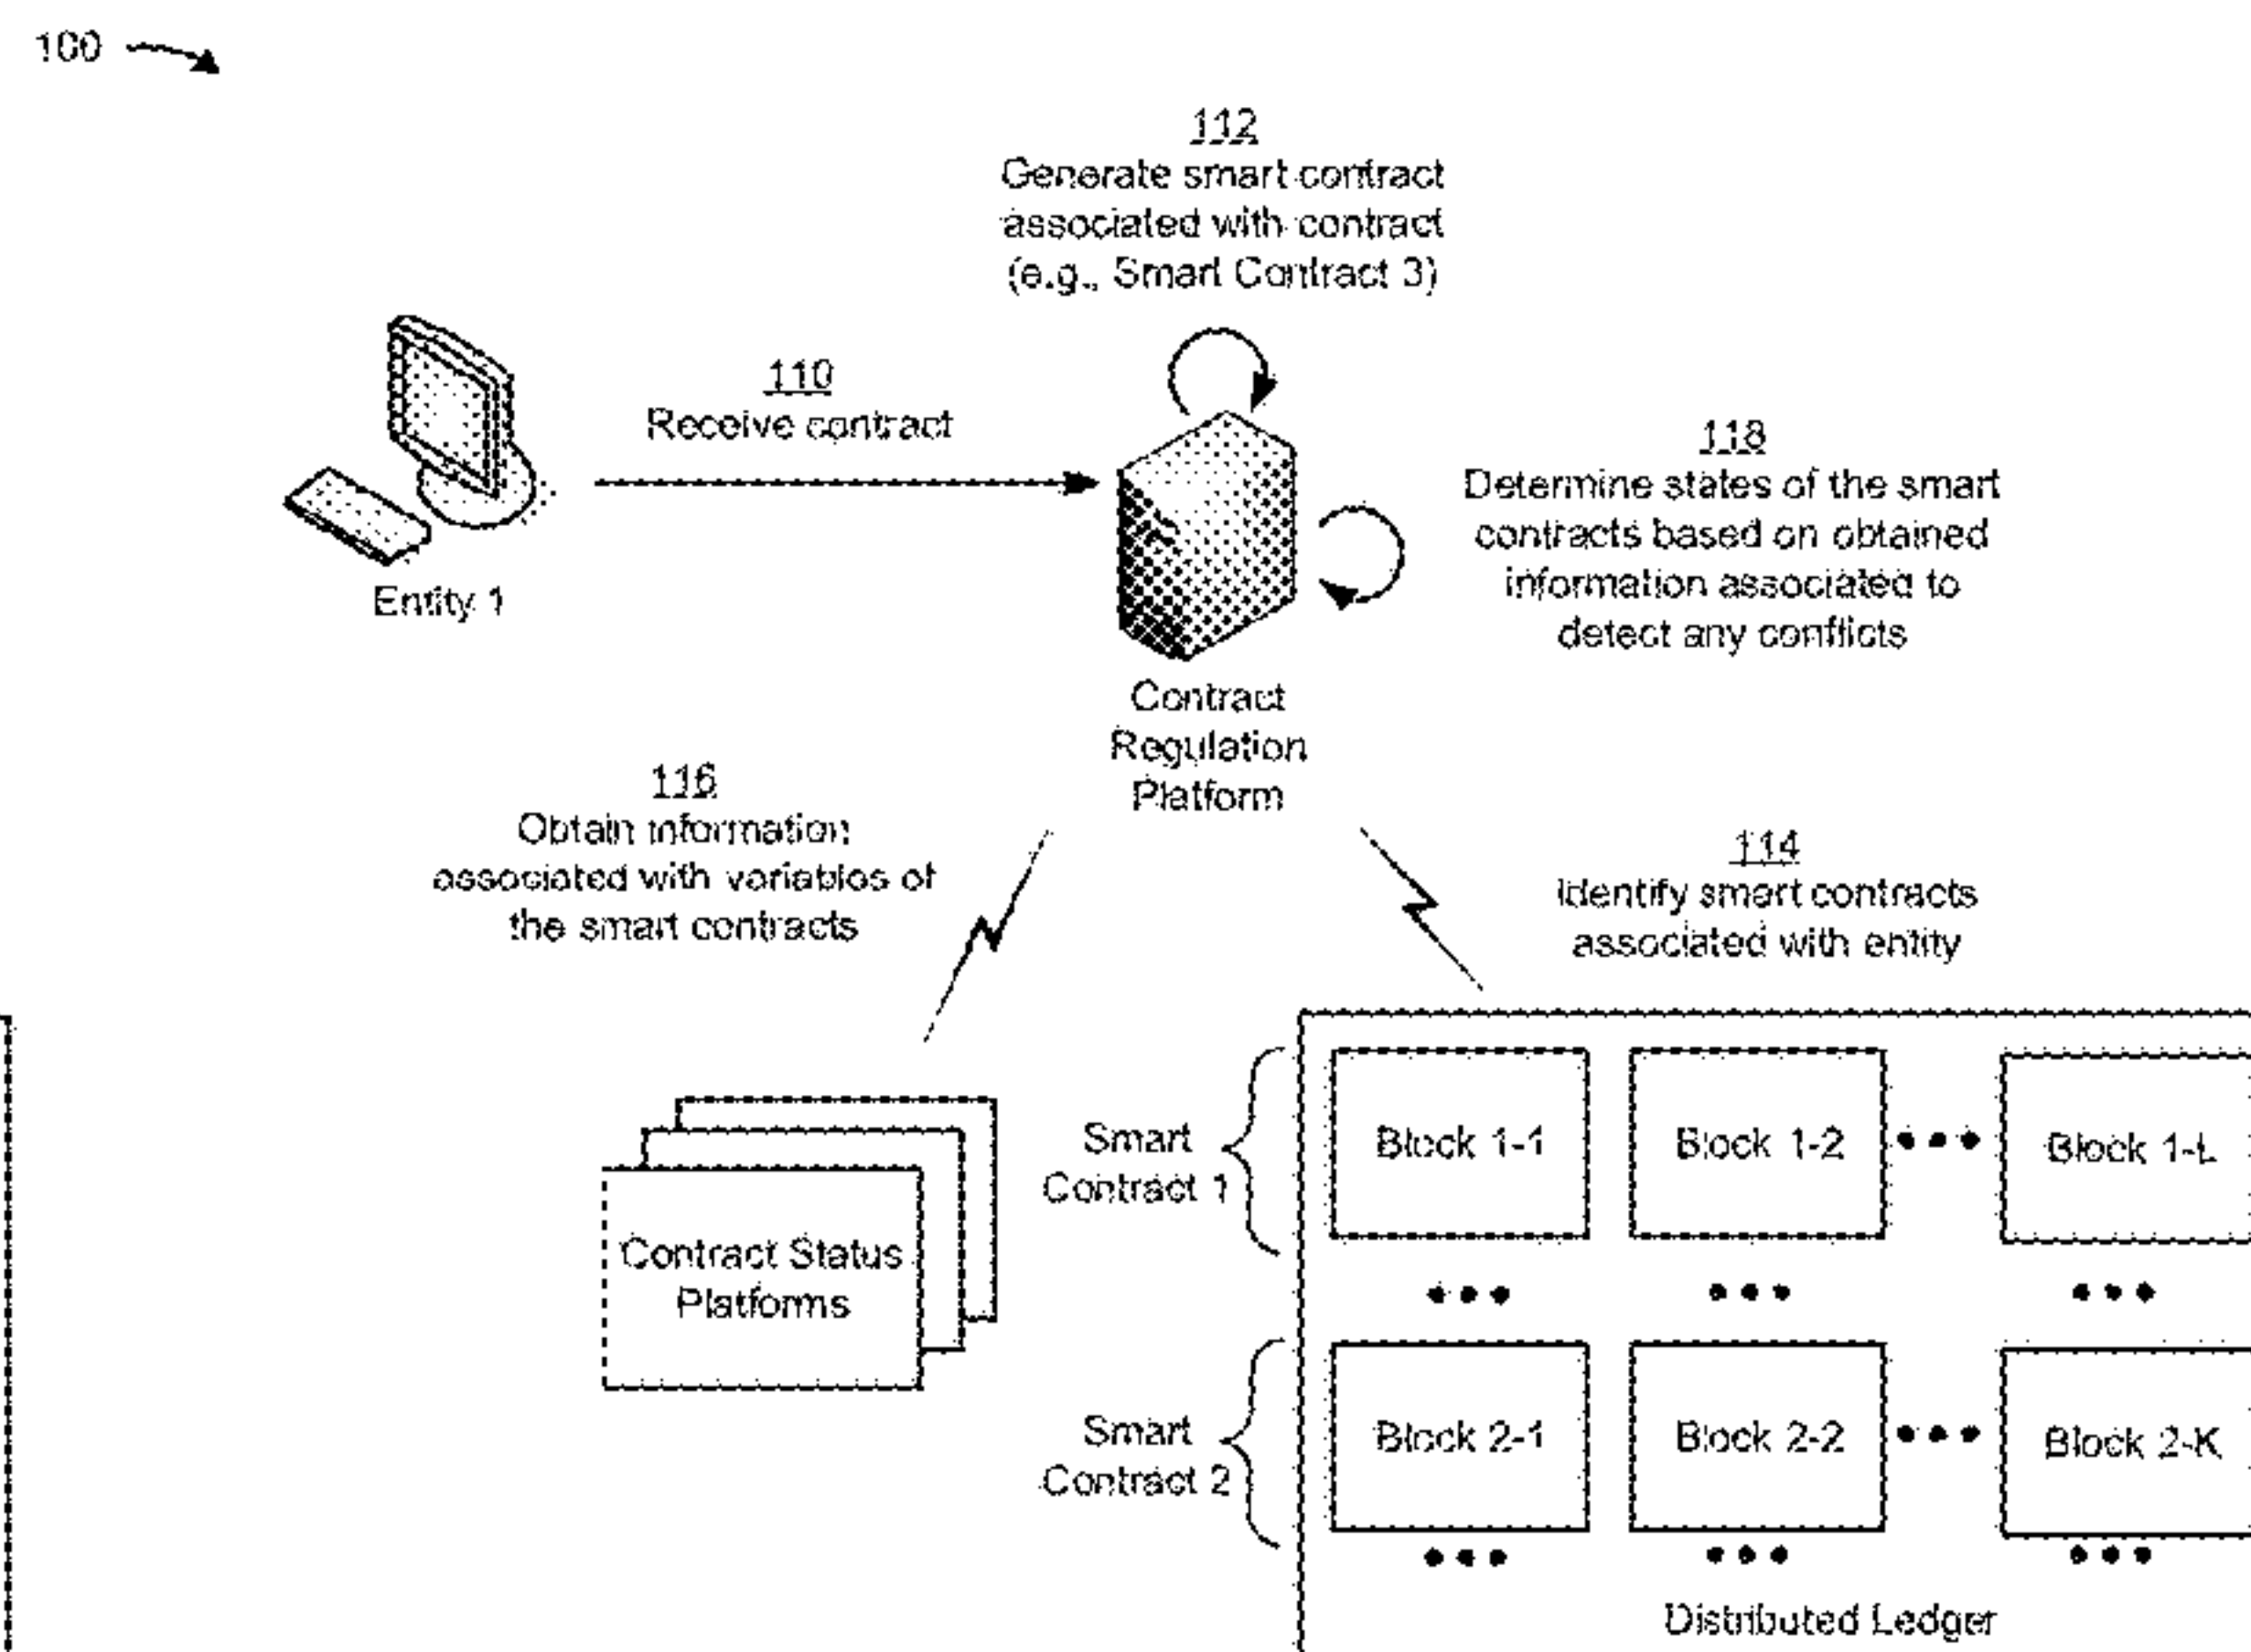 100
112
Generate smart contract
associated with contract
(e.g., Smart Contract 3)
110
Receive contract
118
Determine states of the smart
contracts based on obtained
information associated to
detect any conflicts
Entity 1
Contract
Regulation
Platform
116
Obtain information
associated with variables of
the smart contracts
114
Identify smart contracts
associated with entity
Smart
Contract 1
Block 1-1
Block 1-2
Block 1-L
Contract Status
Platforms
Smart
Contract 2
Block 2-1
Block 2-2
Block 2-K
Distributed Ledger